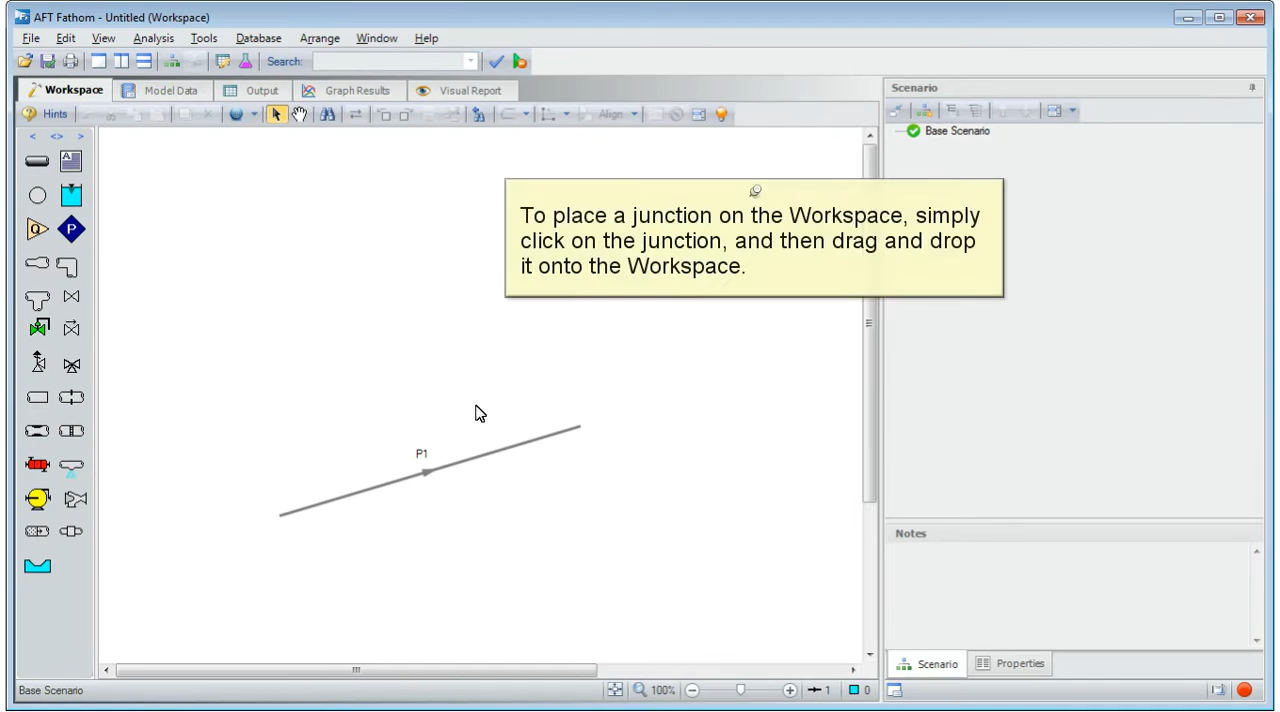 AFT Fathom - Untitled (Workspace)
File Edit View Analysis Tools Database Arrange Window Help
Search:
Workspace Model Data Output Graph Results Visual Report
Hints Align
Scenario
Base Scenario
To place a junction on the Workspace, simply
click on the junction, and then drag and drop
it onto the Workspace.
A
Q P
P1
Notes
Scenario Properties
Base Scenario 100% 1 0